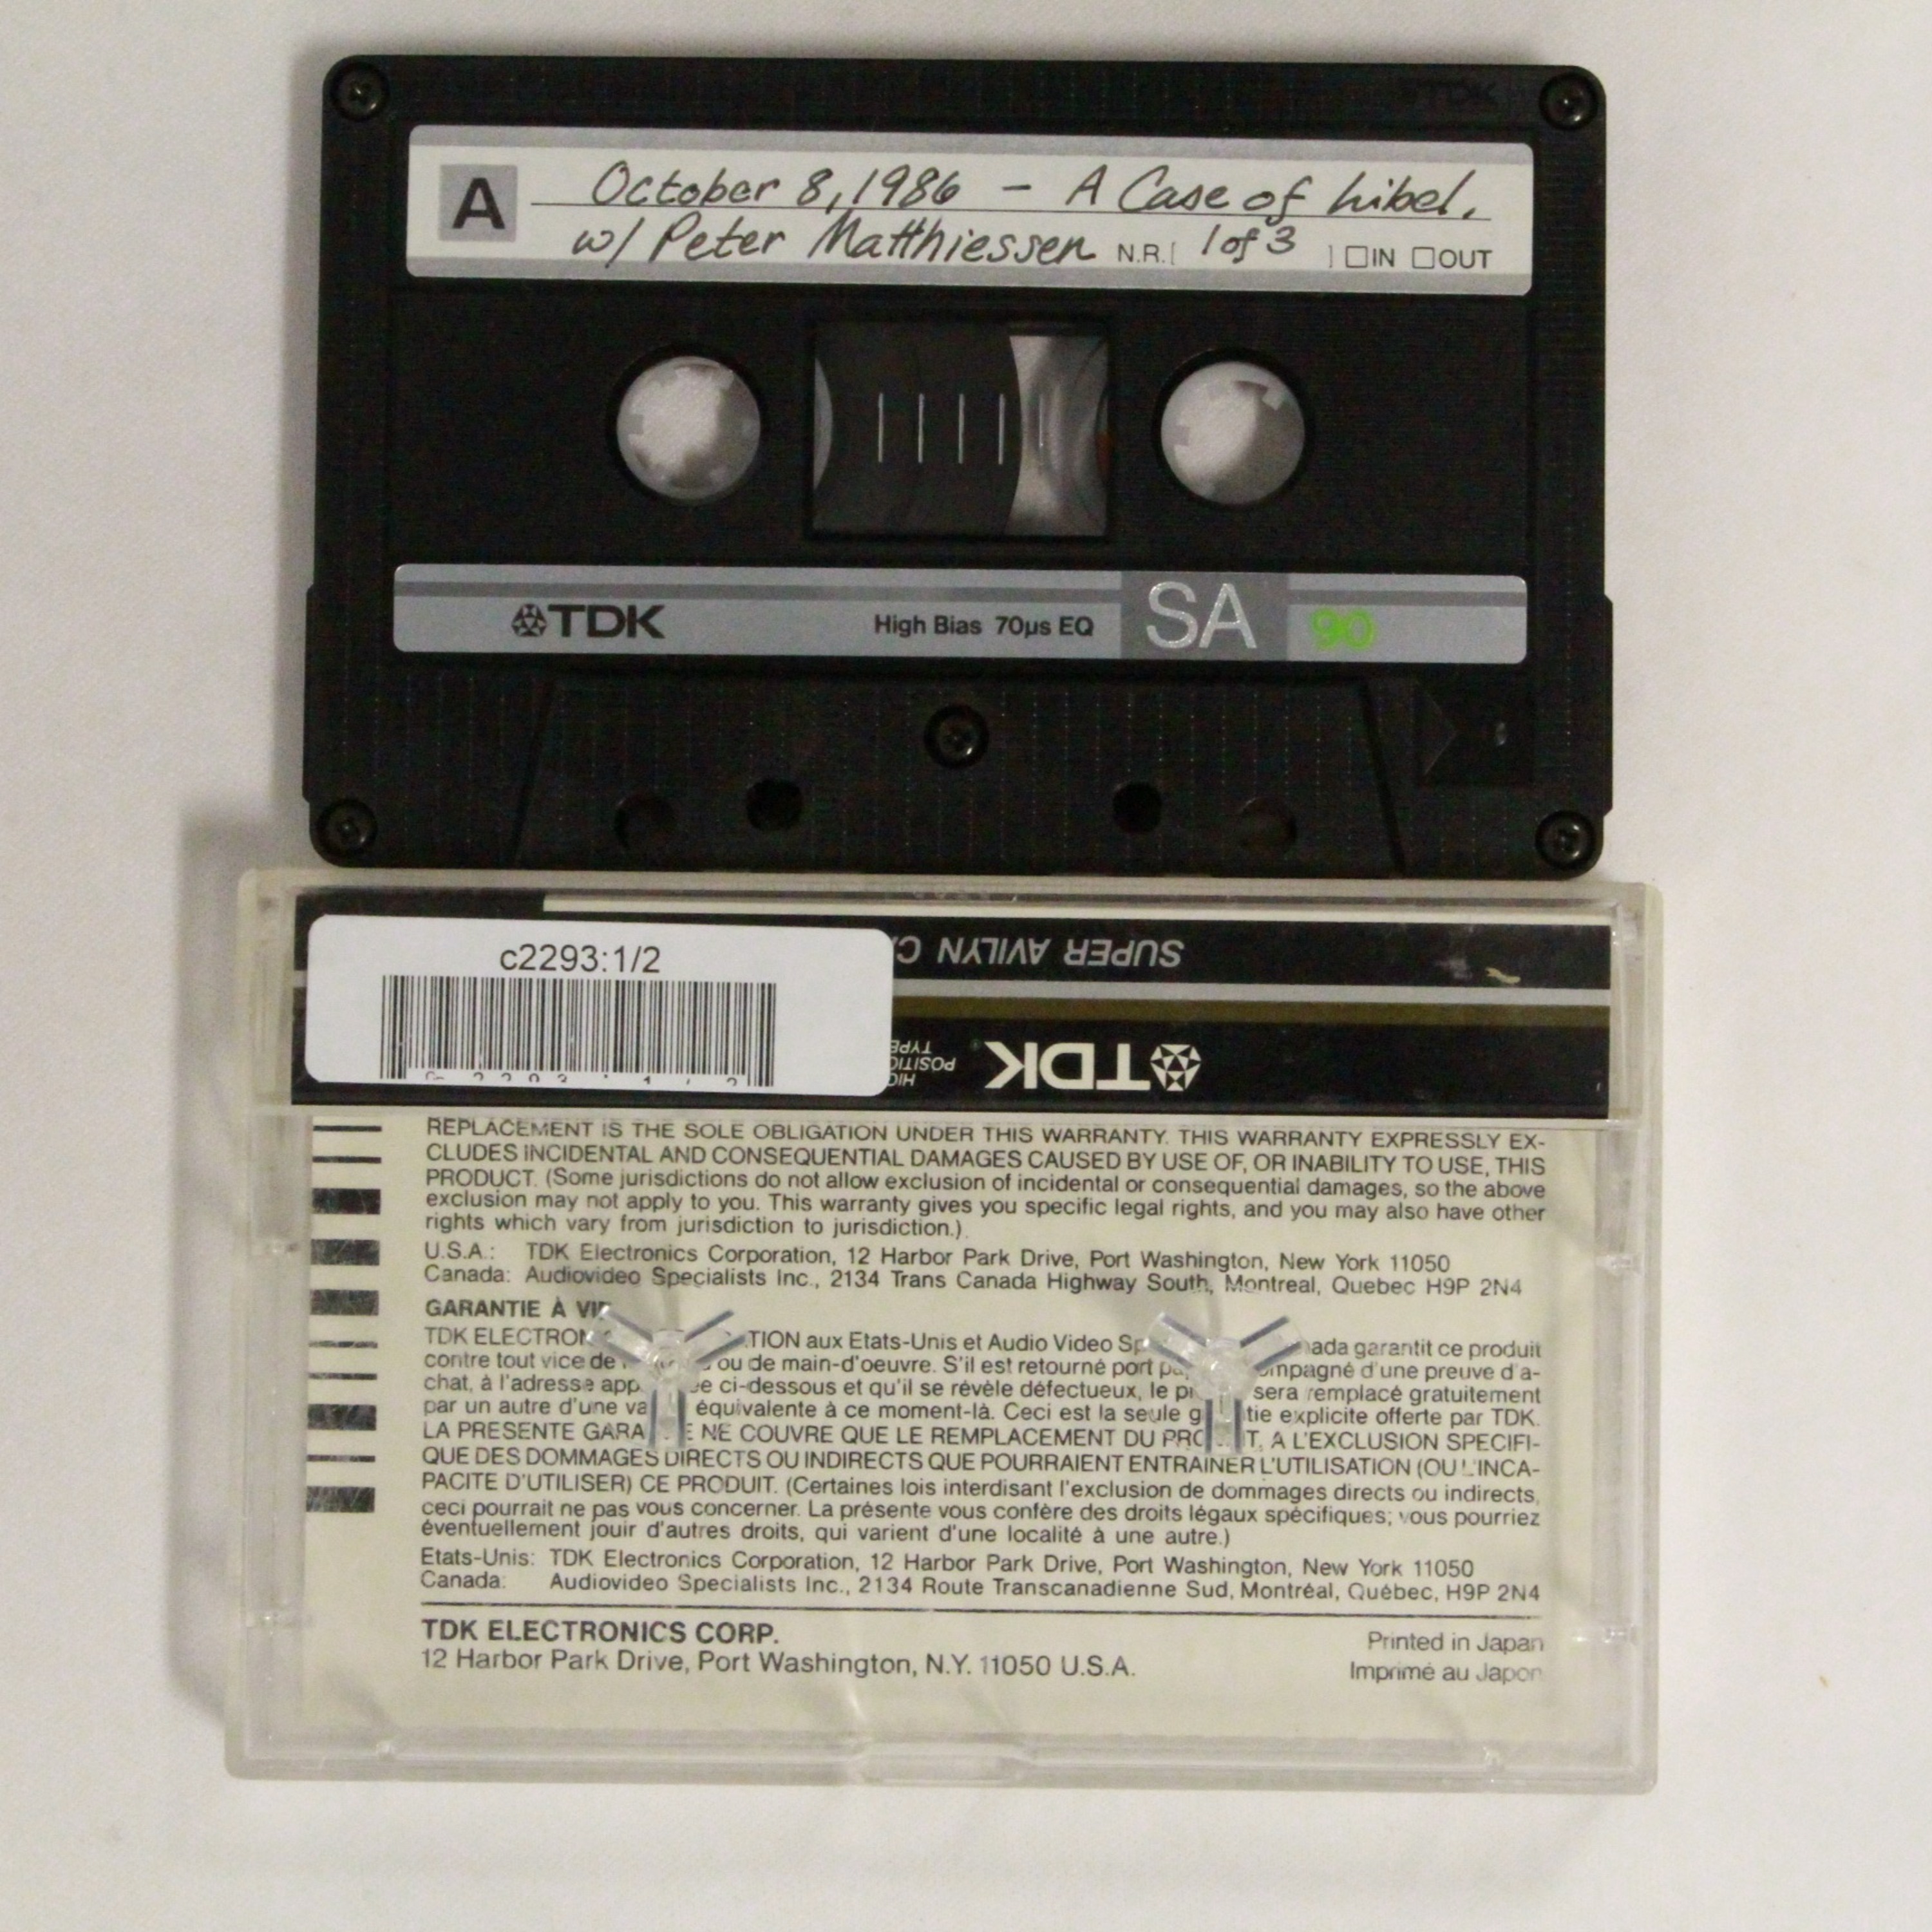 TDK
A October 8, 1986 – A Case of Libel.
w/ Peter Matthiessen N.R.[ 1 of 3 ] □IN □OUT
TDK High Bias 70µs EQ SA 90
c2293:1/2
SUPER AVILYN
TDK
REPLACEMENT IS THE SOLE OBLIGATION UNDER THIS WARRANTY. THIS WARRANTY EXPRESSLY EX-
CLUDES INCIDENTAL AND CONSEQUENTIAL DAMAGES CAUSED BY USE OF, OR INABILITY TO USE, THIS
PRODUCT. (Some jurisdictions do not allow exclusion of incidental or consequential damages, so the above
exclusion may not apply to you. This warranty gives you specific legal rights, and you may also have other
rights which vary from jurisdiction to jurisdiction.)
U.S.A.: TDK Electronics Corporation, 12 Harbor Park Drive, Port Washington, New York 11050
Canada: Audiovideo Specialists Inc., 2134 Trans Canada Highway South, Montreal, Quebec H9P 2N4
GARANTIE À
TDK aux Etats-Unis et Audio Video garantit ce produit
contre tout vice de ou de main-d'oeuvre. S'il est retourné port d'une preuve d'a-
chat, à l'adresse ci-dessous et qu'il se révèle défectueux, le sera remplacé gratuitement
par un autre d'une équivalente à ce moment-là. Ceci est la seule explicite offerte par TDK.
LA PRESENTE NE COUVRE QUE LE REMPLACEMENT DU A L'EXCLUSION SPECIFI-
QUE DES DOMMAGES DIRECTS OU INDIRECTS QUE POURRAIENT ENTRAINER L'UTILISATION (OU L'INCA-
PACITE D'UTILISER) CE PRODUIT. (Certaines lois interdisant l'exclusion de dommages directs ou indirects,
ceci pourrait ne pas vous concerner. La présente vous confère des droits légaux spécifiques; vous pourriez
éventuellement jouir d'autres droits, qui varient d'une localité à une autre.)
Etats-Unis: TDK Electronics Corporation, 12 Harbor Park Drive, Port Washington, New York 11050
Canada: Audiovideo Specialists Inc., 2134 Route Transcanadienne Sud, Montréal, Québec, H9P 2N4
TDK ELECTRONICS CORP.
12 Harbor Park Drive, Port Washington, N.Y. 11050 U.S.A.
Printed in Japan
Imprimé au Japon